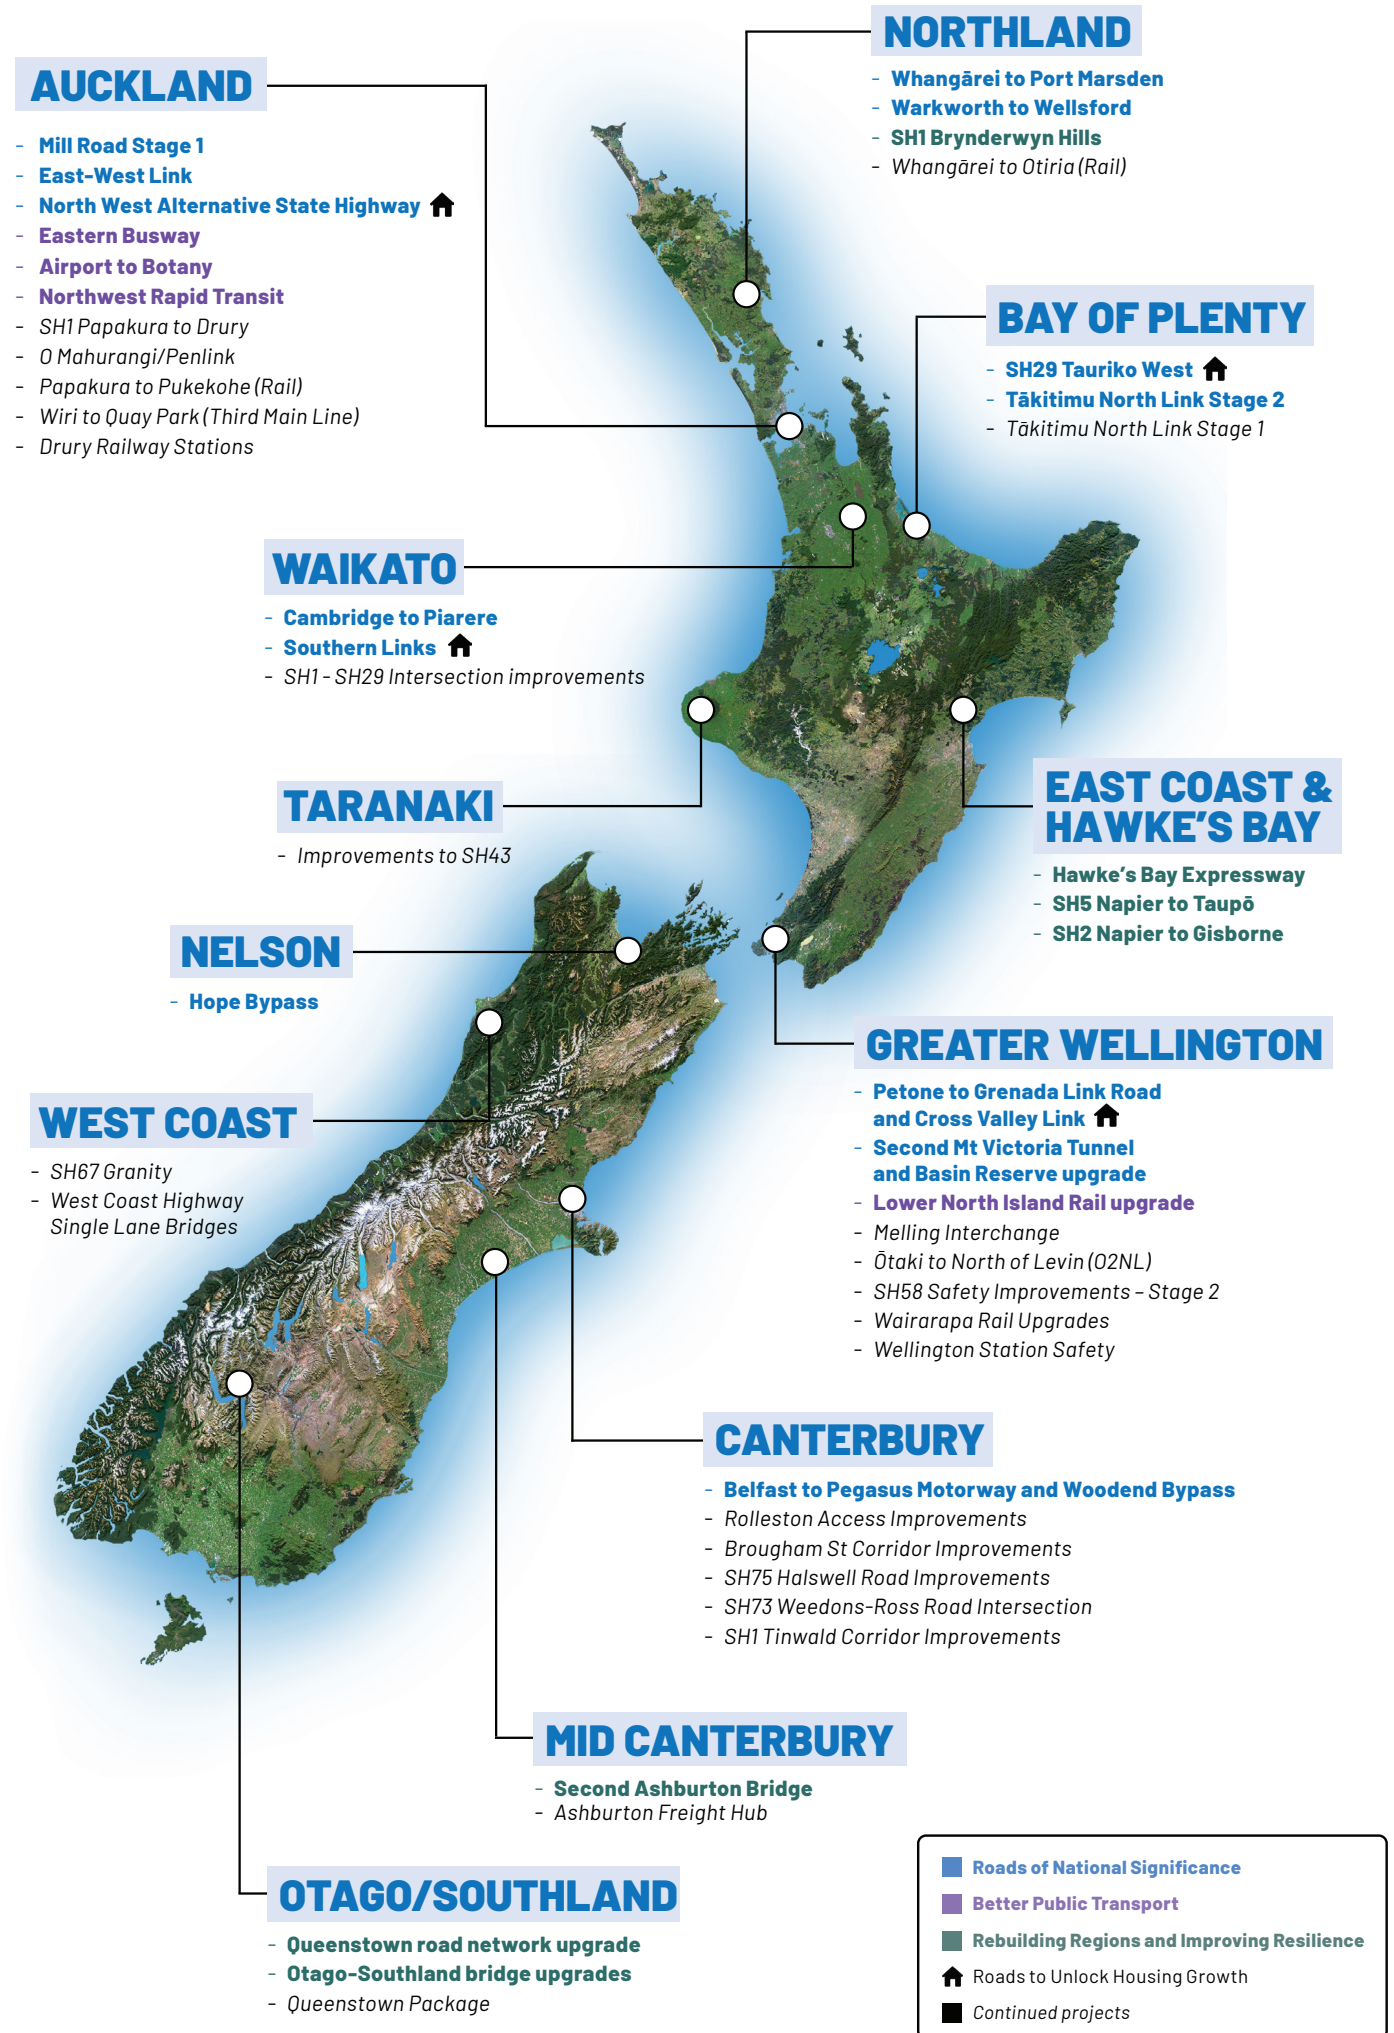 NORTHLAND
- Whangārei to Port Marsden
- Warkworth to Wellsford
- SH1 Brynderwyn Hills
- Whangārei to Otiria (Rail)
AUCKLAND
- Mill Road Stage 1
- East-West Link
- North West Alternative State Highway
- Eastern Busway
- Airport to Botany
- Northwest Rapid Transit
- SH1 Papakura to Drury
- O Mahurangi/Penlink
- Papakura to Pukekohe (Rail)
- Wiri to Quay Park (Third Main Line)
- Drury Railway Stations
BAY OF PLENTY
- SH29 Tauriko West
- Tākitimu North Link Stage 2
- Tākitimu North Link Stage 1
WAIKATO
- Cambridge to Piarere
- Southern Links
- SH1 - SH29 Intersection improvements
TARANAKI
- Improvements to SH43
EAST COAST &
HAWKE'S BAY
- Hawke's Bay Expressway
- SH5 Napier to Taupō
- SH2 Napier to Gisborne
NELSON
- Hope Bypass
GREATER WELLINGTON
- Petone to Grenada Link Road
and Cross Valley Link
- Second Mt Victoria Tunnel
and Basin Reserve upgrade
- Lower North Island Rail upgrade
- Melling Interchange
- Ōtaki to North of Levin (O2NL)
- SH58 Safety Improvements – Stage 2
- Wairarapa Rail Upgrades
- Wellington Station Safety
WEST COAST
- SH67 Granity
- West Coast Highway
Single Lane Bridges
CANTERBURY
- Belfast to Pegasus Motorway and Woodend Bypass
- Rolleston Access Improvements
- Brougham St Corridor Improvements
- SH75 Halswell Road Improvements
- SH73 Weedons-Ross Road Intersection
- SH1 Tinwald Corridor Improvements
MID CANTERBURY
- Second Ashburton Bridge
- Ashburton Freight Hub
OTAGO/SOUTHLAND
- Queenstown road network upgrade
- Otago-Southland bridge upgrades
- Queenstown Package
Roads of National Significance
Better Public Transport
Rebuilding Regions and Improving Resilience
Roads to Unlock Housing Growth
Continued projects